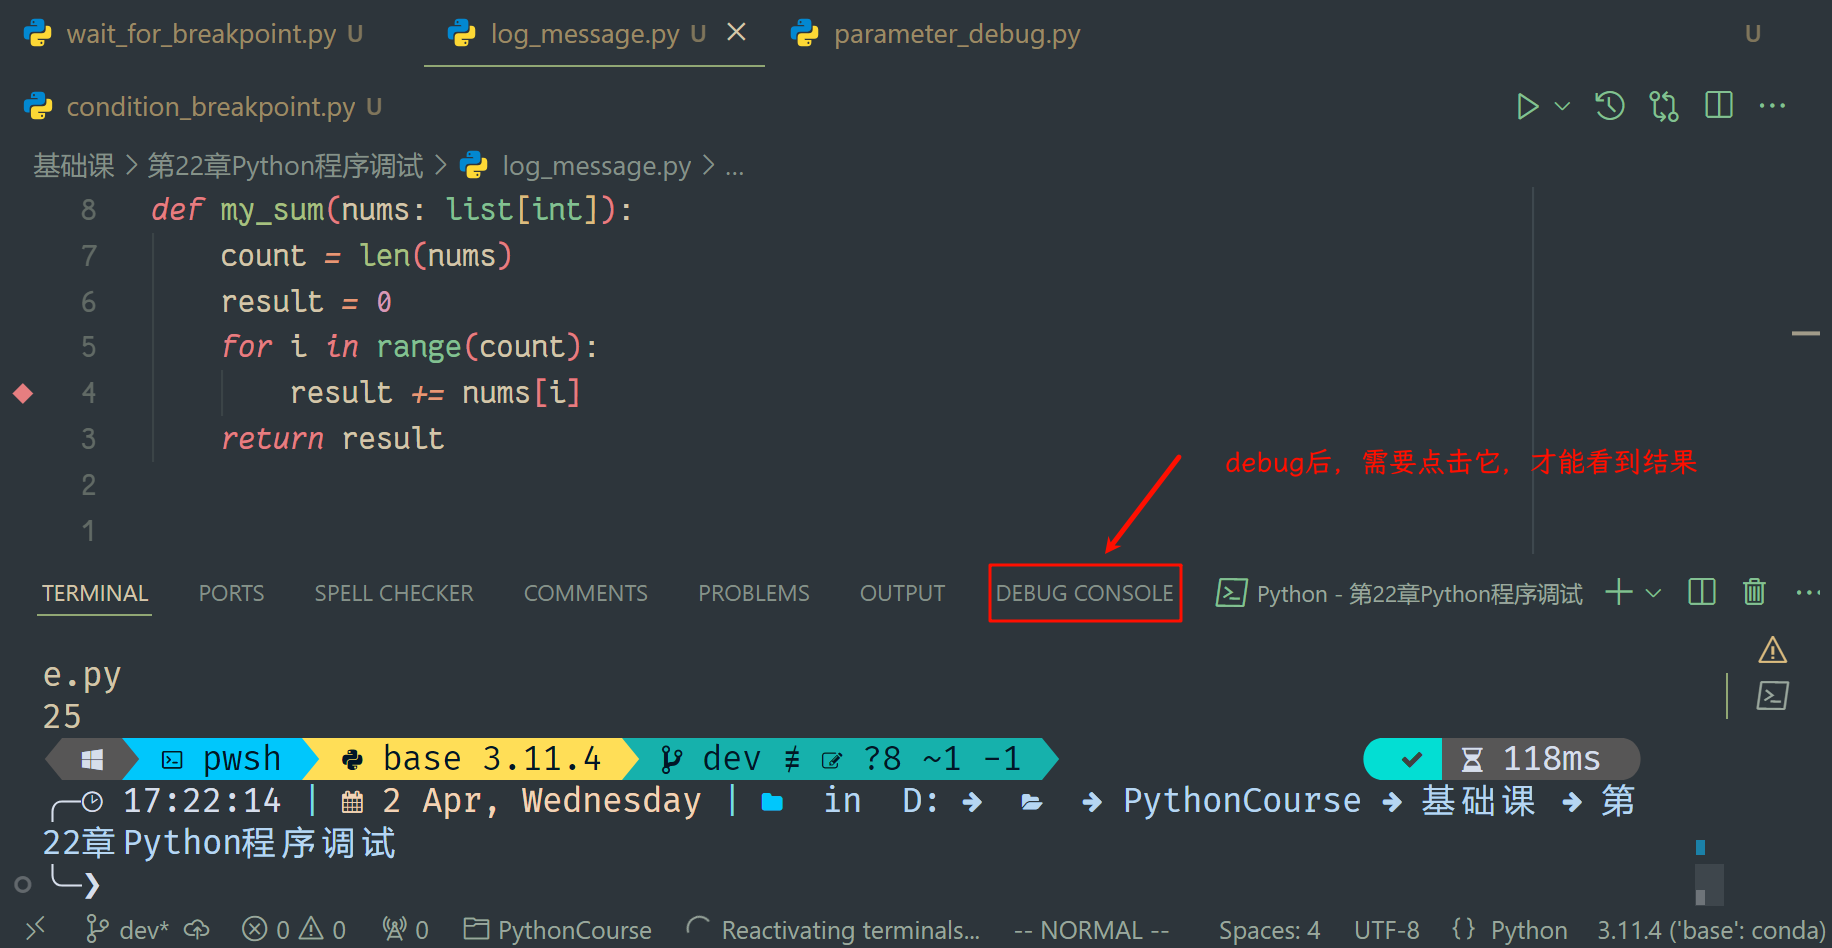 wait_for_breakpoint.py U log_message.py U parameter_debug.py U
condition_breakpoint.py U
基础课 > 第22章Python程序调试 > log_message.py > ...
8 def my_sum(nums: list[int]):
7 count = len(nums)
6 result = 0
5 for i in range(count):
4 result += nums[i]
3 return result
debug后，需要点击它，才能看到结果
2
1
TERMINAL PORTS SPELL CHECKER COMMENTS PROBLEMS OUTPUT DEBUG CONSOLE Python - 第22章Python程序调试
e.py
25
pwsh base 3.11.4 dev ≢ ?8 ~1 -1 118ms
17:22:14 | 2 Apr, Wednesday | in D: PythonCourse 基础课 第
22章Python程序调试
❯
dev* 0 0 0 PythonCourse Reactivating terminals... -- NORMAL -- Spaces: 4 UTF-8 {} Python 3.11.4 ('base': conda)